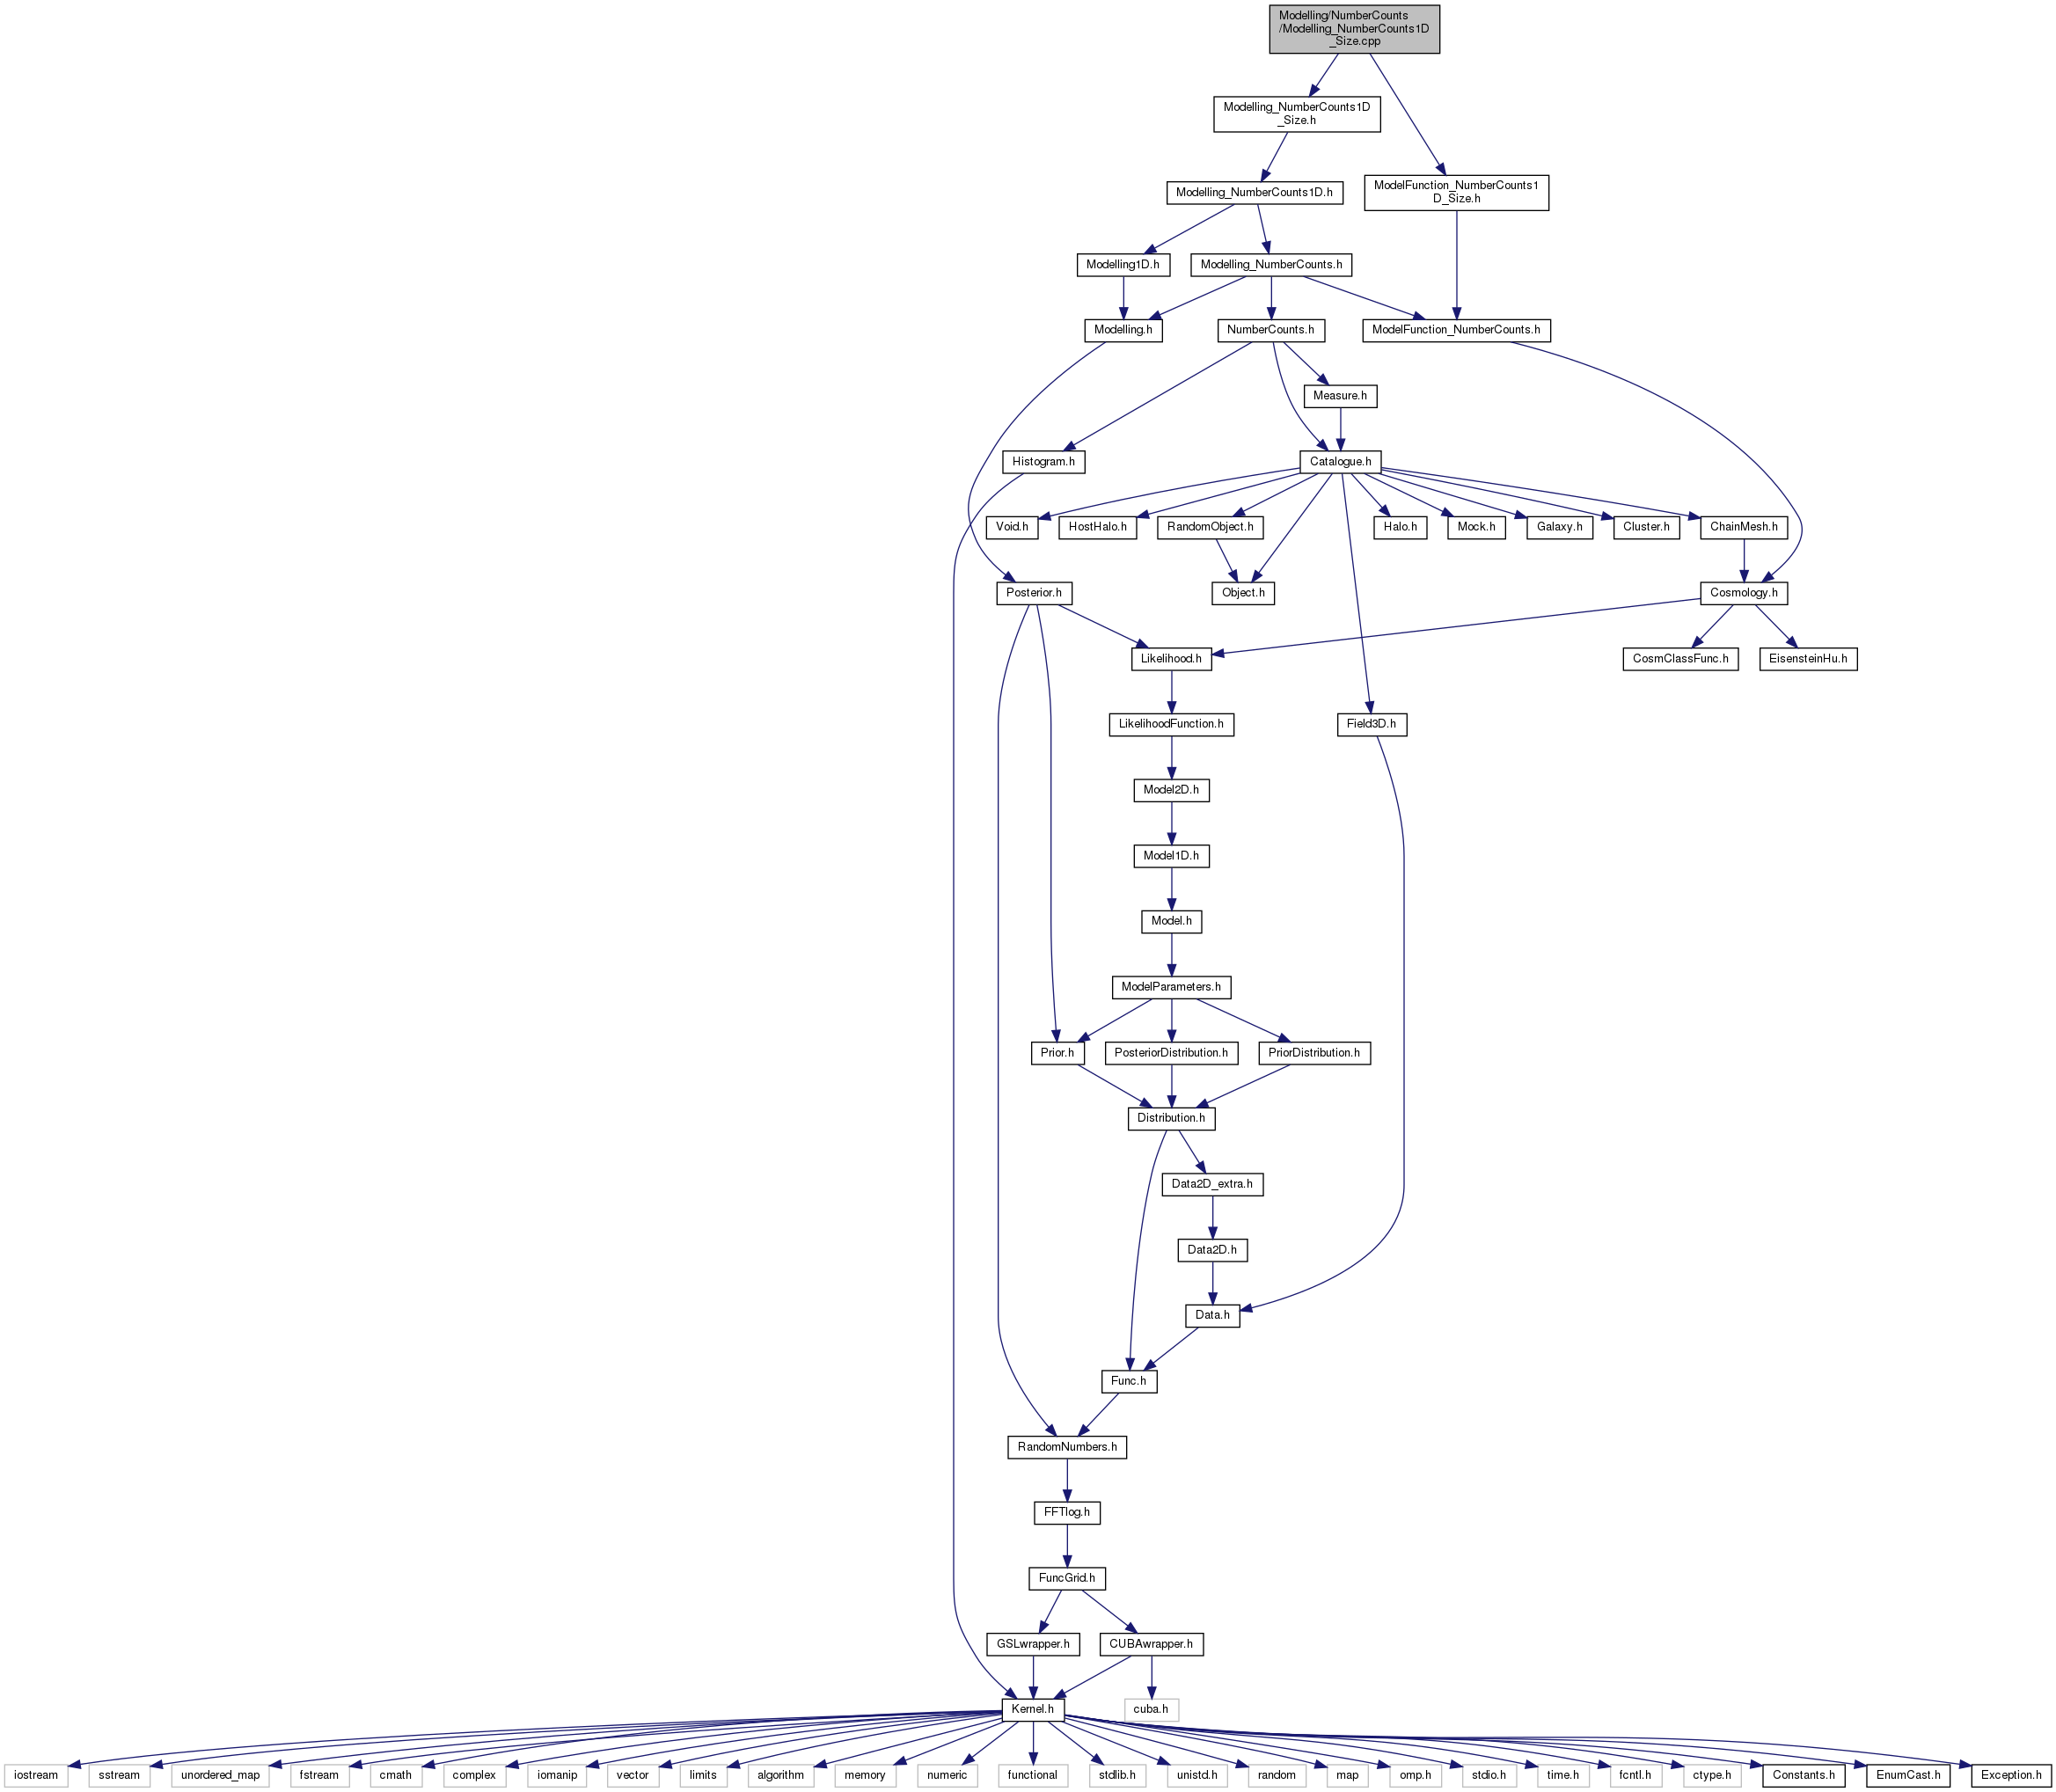 Modelling/NumberCounts
/Modelling_NumberCounts1D
_Size.cpp
Modelling_NumberCounts1D
_Size.h
ModelFunction_NumberCounts1
D_Size.h
Modelling_NumberCounts1D.h
Modelling1D.h
Modelling_NumberCounts.h
Modelling.h
NumberCounts.h
ModelFunction_NumberCounts.h
Measure.h
Histogram.h
Catalogue.h
Void.h
HostHalo.h
RandomObject.h
Halo.h
Mock.h
Galaxy.h
Cluster.h
ChainMesh.h
Posterior.h
Object.h
Cosmology.h
Likelihood.h
CosmClassFunc.h
EisensteinHu.h
LikelihoodFunction.h
Field3D.h
Model2D.h
Model1D.h
Model.h
ModelParameters.h
Prior.h
PosteriorDistribution.h
PriorDistribution.h
Distribution.h
Data2D_extra.h
Data2D.h
Data.h
Func.h
RandomNumbers.h
FFTlog.h
FuncGrid.h
GSLwrapper.h
CUBAwrapper.h
Kernel.h
cuba.h
iostream
sstream
unordered_map
fstream
cmath
complex
iomanip
vector
limits
algorithm
memory
numeric
functional
stdlib.h
unistd.h
random
map
omp.h
stdio.h
time.h
fcntl.h
ctype.h
Constants.h
EnumCast.h
Exception.h